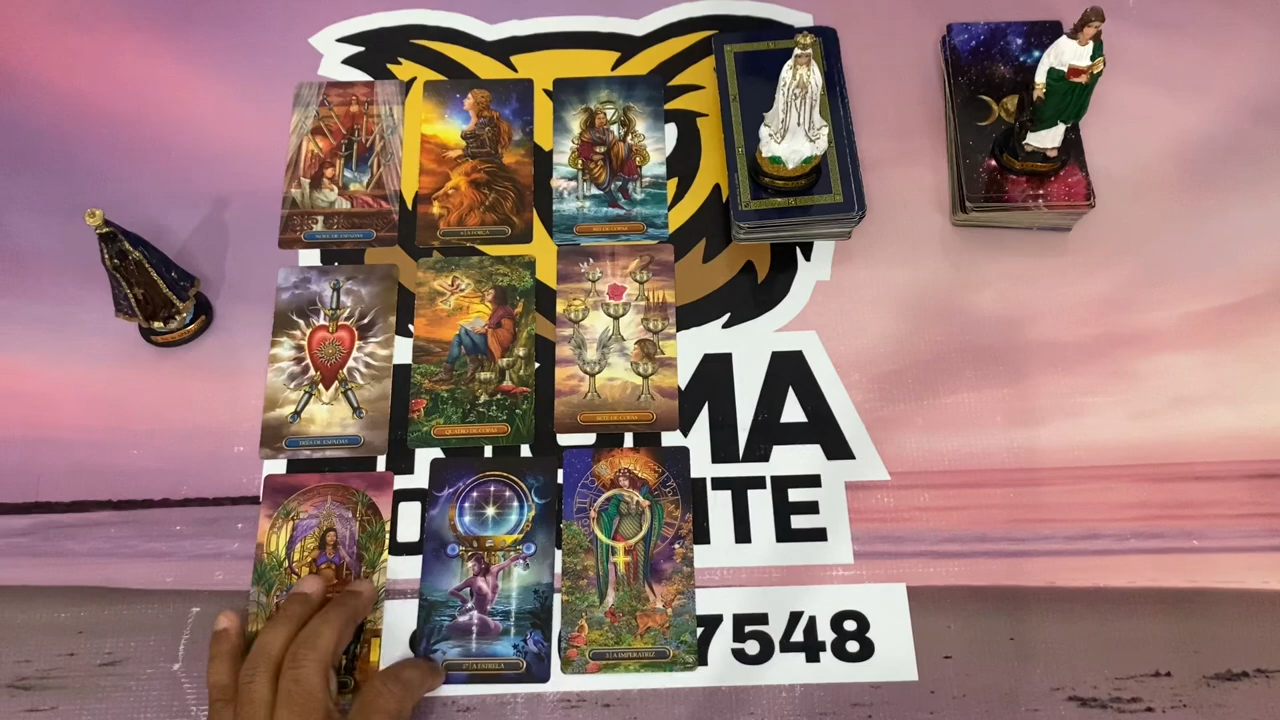 NOVE DE ESPADAS
A FORÇA
REI DE COPAS
TRÊS DE ESPADAS
QUATRO DE COPAS
SETE DE COPAS
MA
TE
17 | A ESTRELA
3 | A IMPERATRIZ
7548